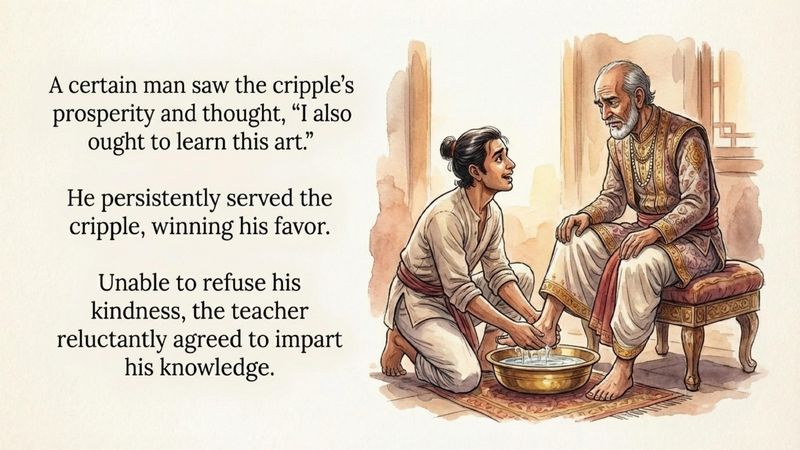 A certain man saw the cripple’s
prosperity and thought, “I also
ought to learn this art.”
He persistently served the
cripple, winning his favor.
Unable to refuse his
kindness, the teacher
reluctantly agreed to impart
his knowledge.